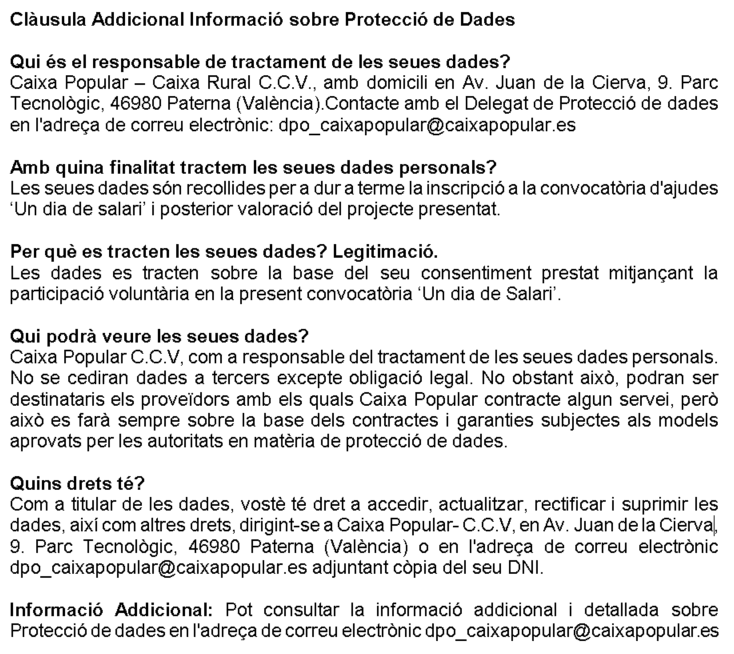 Clàusula Addicional Informació sobre Protecció de Dades
Qui és el responsable de tractament de les seues dades?
Caixa Popular – Caixa Rural C.C.V., amb domicili en Av. Juan de la Cierva, 9. Parc
Tecnològic, 46980 Paterna (València).Contacte amb el Delegat de Protecció de dades
en l'adreça de correu electrònic: dpo_caixapopular@caixapopular.es
Amb quina finalitat tractem les seues dades personals?
Les seues dades són recollides per a dur a terme la inscripció a la convocatòria d'ajudes
‘Un dia de salari’ i posterior valoració del projecte presentat.
Per què es tracten les seues dades? Legitimació.
Les dades es tracten sobre la base del seu consentiment prestat mitjançant la
participació voluntària en la present convocatòria ‘Un dia de Salari’.
Qui podrà veure les seues dades?
Caixa Popular C.C.V, com a responsable del tractament de les seues dades personals.
No se cediran dades a tercers excepte obligació legal. No obstant això, podran ser
destinataris els proveïdors amb els quals Caixa Popular contracte algun servei, però
això es farà sempre sobre la base dels contractes i garanties subjectes als models
aprovats per les autoritats en matèria de protecció de dades.
Quins drets té?
Com a titular de les dades, vostè té dret a accedir, actualitzar, rectificar i suprimir les
dades, així com altres drets, dirigint-se a Caixa Popular- C.C.V, en Av. Juan de la Cierva,
9. Parc Tecnològic, 46980 Paterna (València) o en l'adreça de correu electrònic
dpo_caixapopular@caixapopular.es adjuntant còpia del seu DNI.
Informació Addicional: Pot consultar la informació addicional i detallada sobre
Protecció de dades en l'adreça de correu electrònic dpo_caixapopular@caixapopular.es